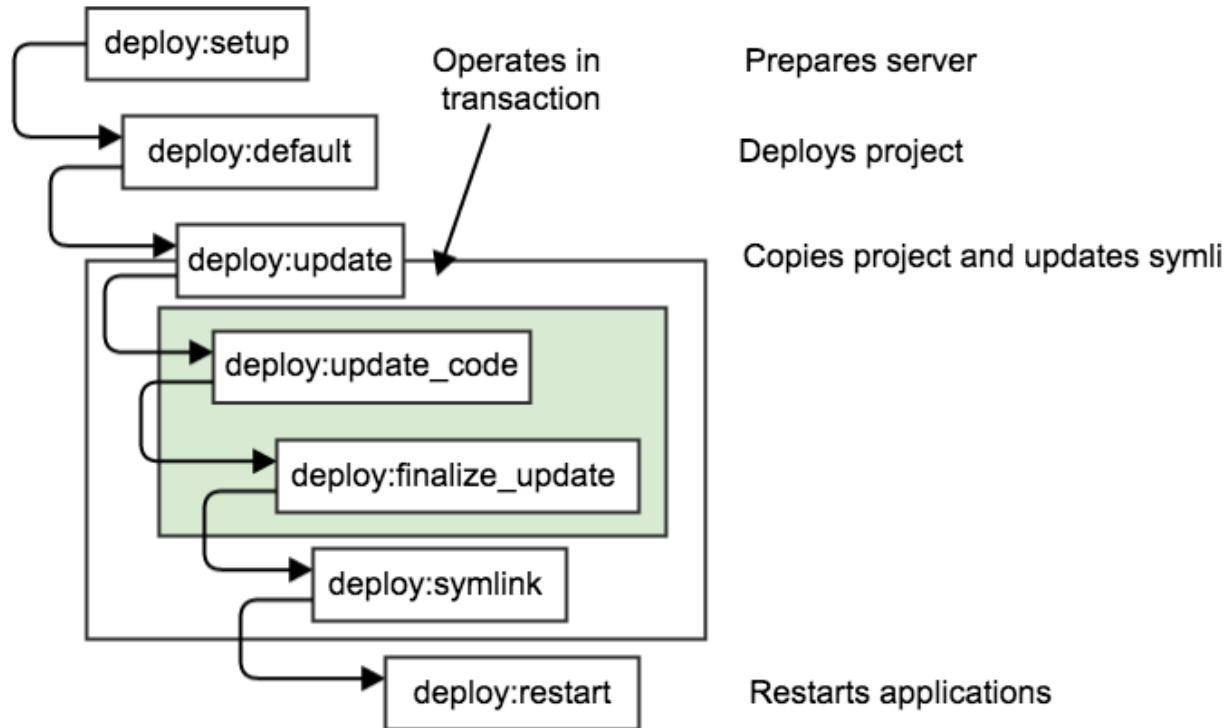 deploy:setup
Operates in
transaction
Prepares server
deploy:default
Deploys project
deploy:update
Copies project and updates symli
deploy:update_code
deploy:finalize_update
deploy:symlink
deploy:restart
Restarts applications